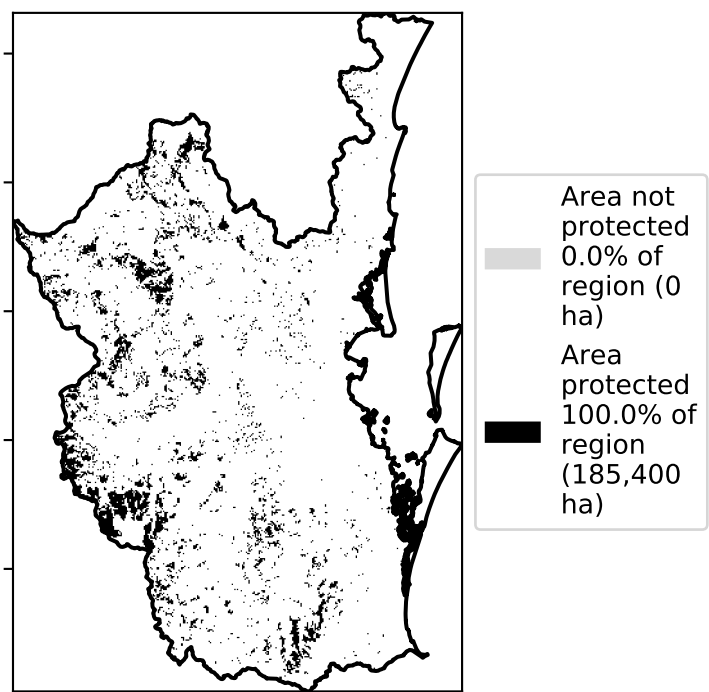 Area not
protected
0.0% of
region (0
ha)
Area
protected
100.0% of
region
(185,400
ha)